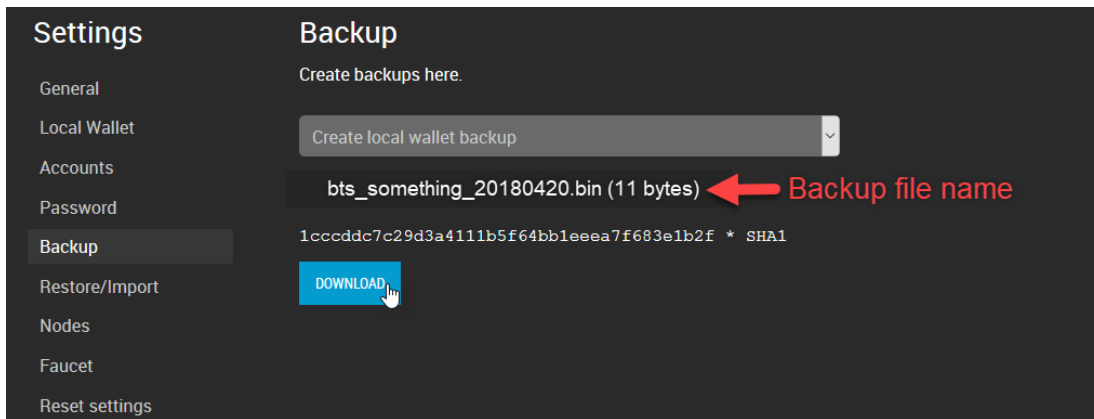 Settings
General
Local Wallet
Accounts
Password
Backup
Restore/Import
Nodes
Faucet
Reset settings
Backup
Create backups here.
Create local wallet backup
bts_something_20180420.bin (11 bytes)
Backup file name
1cccddc7c29d3a4111b5f64bb1eeea7f683e1b2f * SHA1
DOWNLOAD